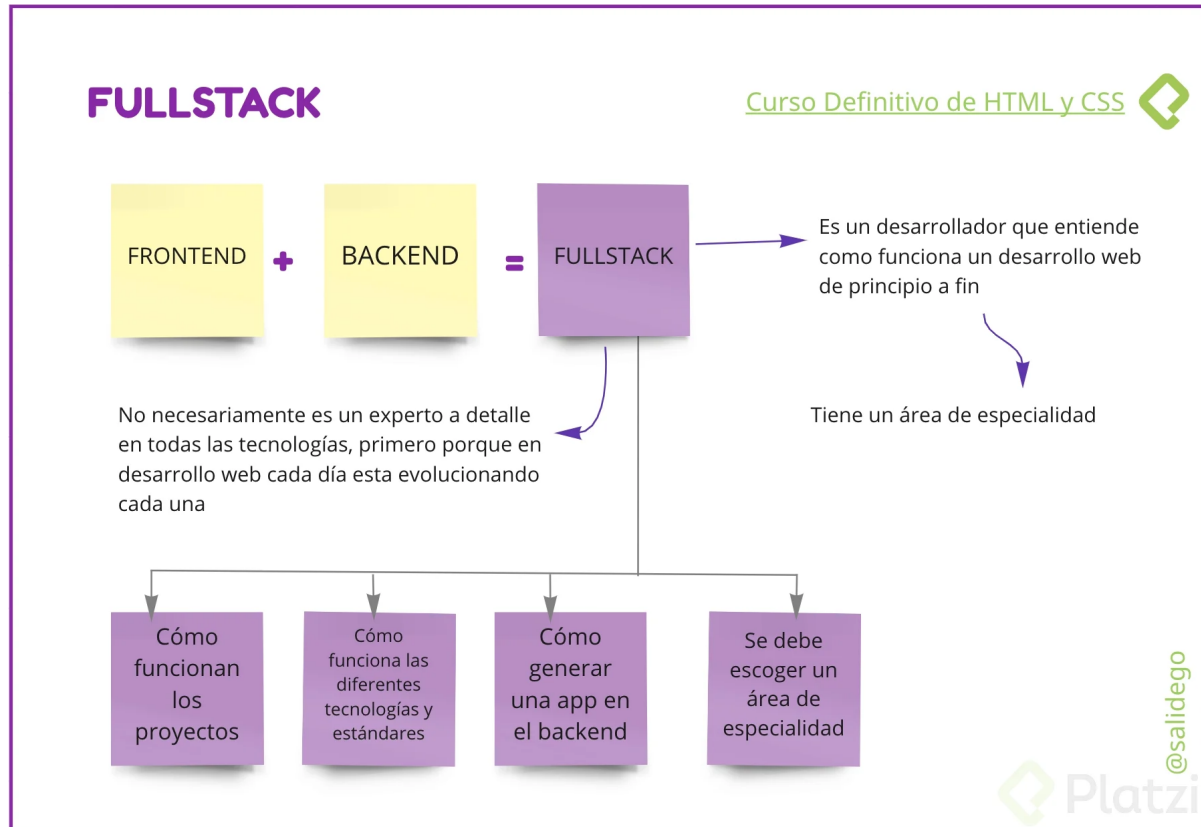 FULLSTACK
Curso Definitivo de HTML y CSS
FRONTEND
+
BACKEND
=
FULLSTACK
Es un desarrollador que entiende
como funciona un desarrollo web
de principio a fin
Tiene un área de especialidad
No necesariamente es un experto a detalle
en todas las tecnologías, primero porque en
desarrollo web cada día esta evolucionando
cada una
Cómo
funcionan
los
proyectos
Cómo
funciona las
diferentes
tecnologías y
estándares
Cómo
generar
una app en
el backend
Se debe
escoger un
área de
especialidad
@salidego
Platzi